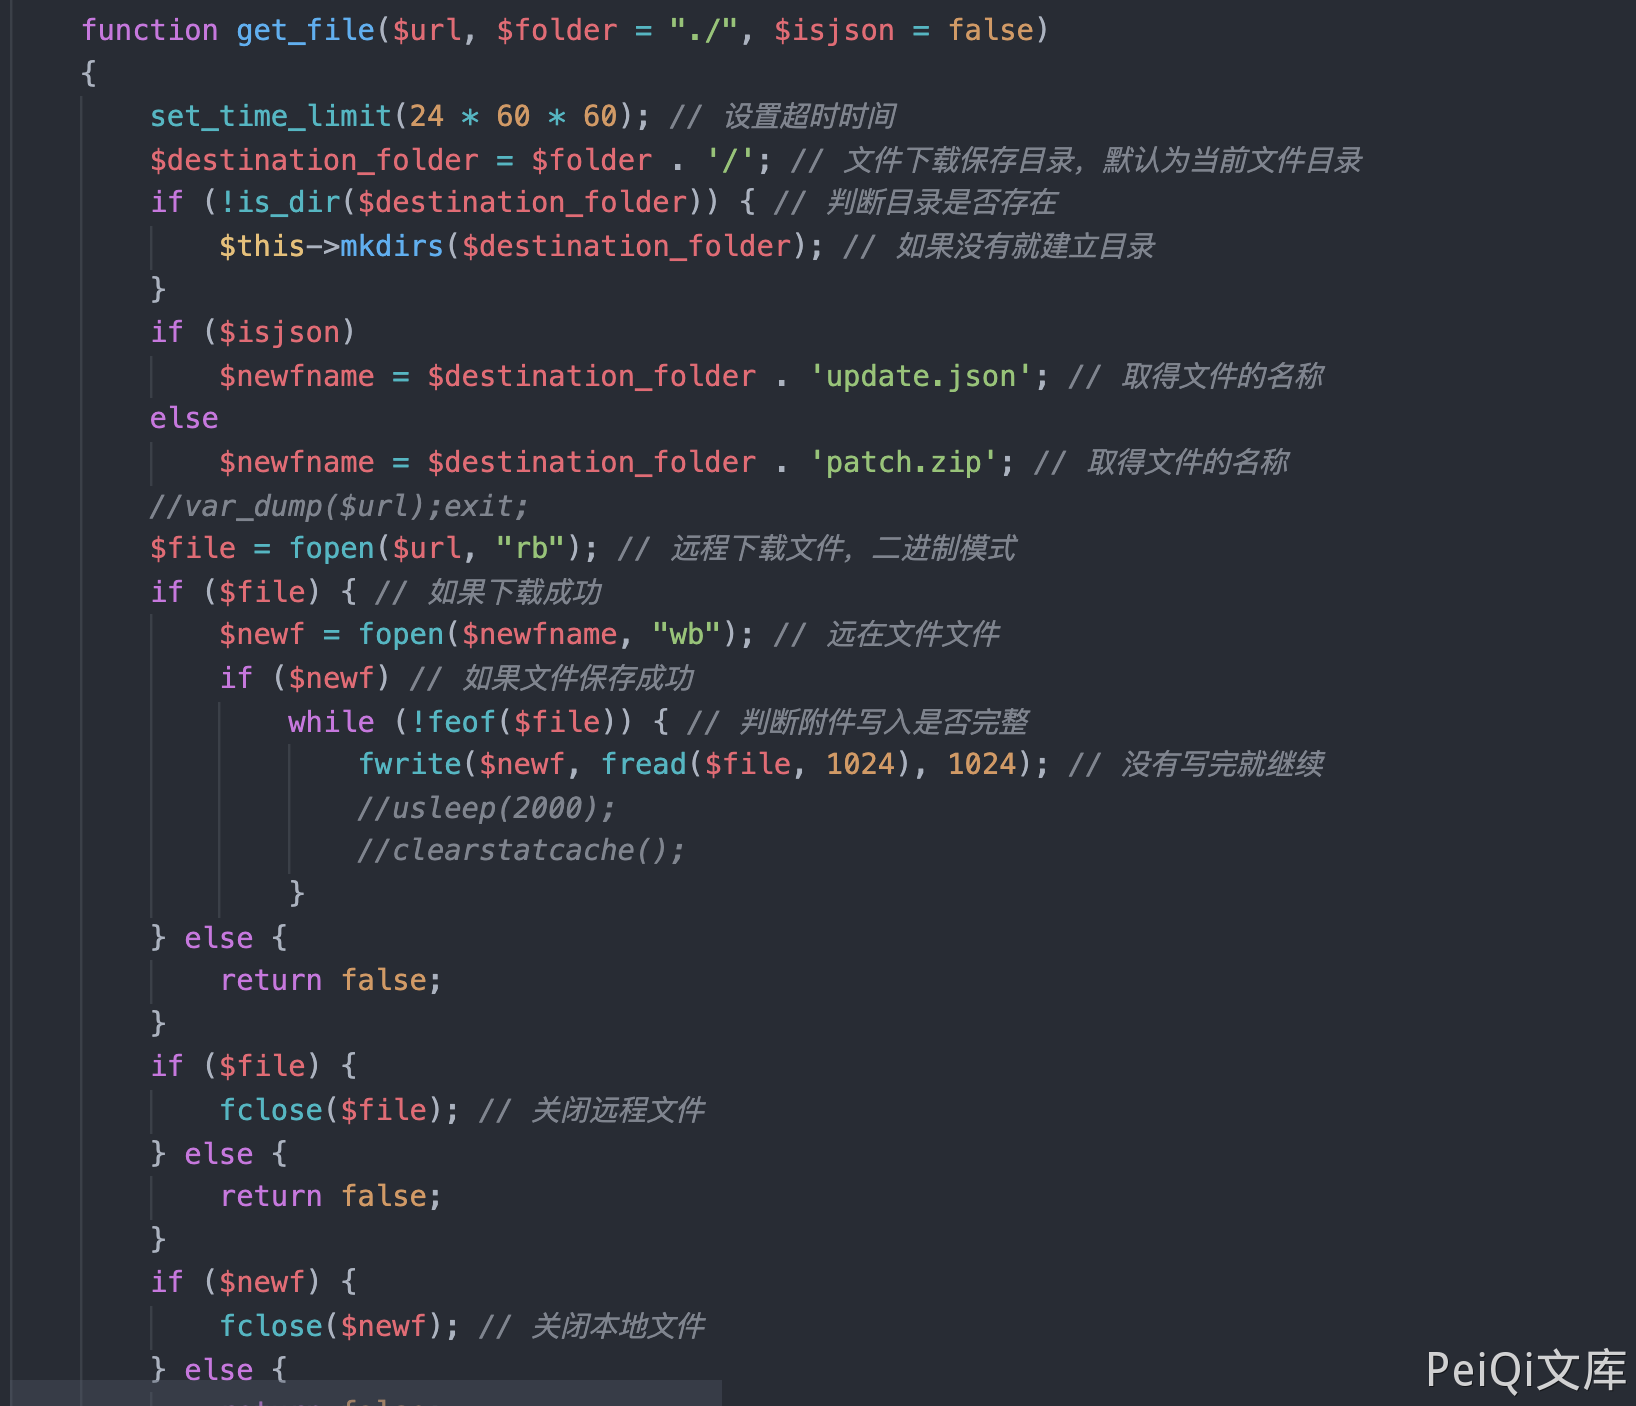 function get_file($url, $folder = "./", $isjson = false)
{
set_time_limit(24 * 60 * 60); // 设置超时时间
$destination_folder = $folder . '/'; // 文件下载保存目录，默认为当前文件目录
if (!is_dir($destination_folder)) { // 判断目录是否存在
$this->mkdirs($destination_folder); // 如果没有就建立目录
}
if ($isjson)
$newfname = $destination_folder . 'update.json'; // 取得文件的名称
else
$newfname = $destination_folder . 'patch.zip'; // 取得文件的名称
//var_dump($url);exit;
$file = fopen($url, "rb"); // 远程下载文件，二进制模式
if ($file) { // 如果下载成功
$newf = fopen($newfname, "wb"); // 远在文件文件
if ($newf) // 如果文件保存成功
while (!feof($file)) { // 判断附件写入是否完整
fwrite($newf, fread($file, 1024), 1024); // 没有写完就继续
//usleep(2000);
//clearstatcache();
}
} else {
return false;
}
if ($file) {
fclose($file); // 关闭远程文件
} else {
return false;
}
if ($newf) {
fclose($newf); // 关闭本地文件
} else {
PeiQi文库